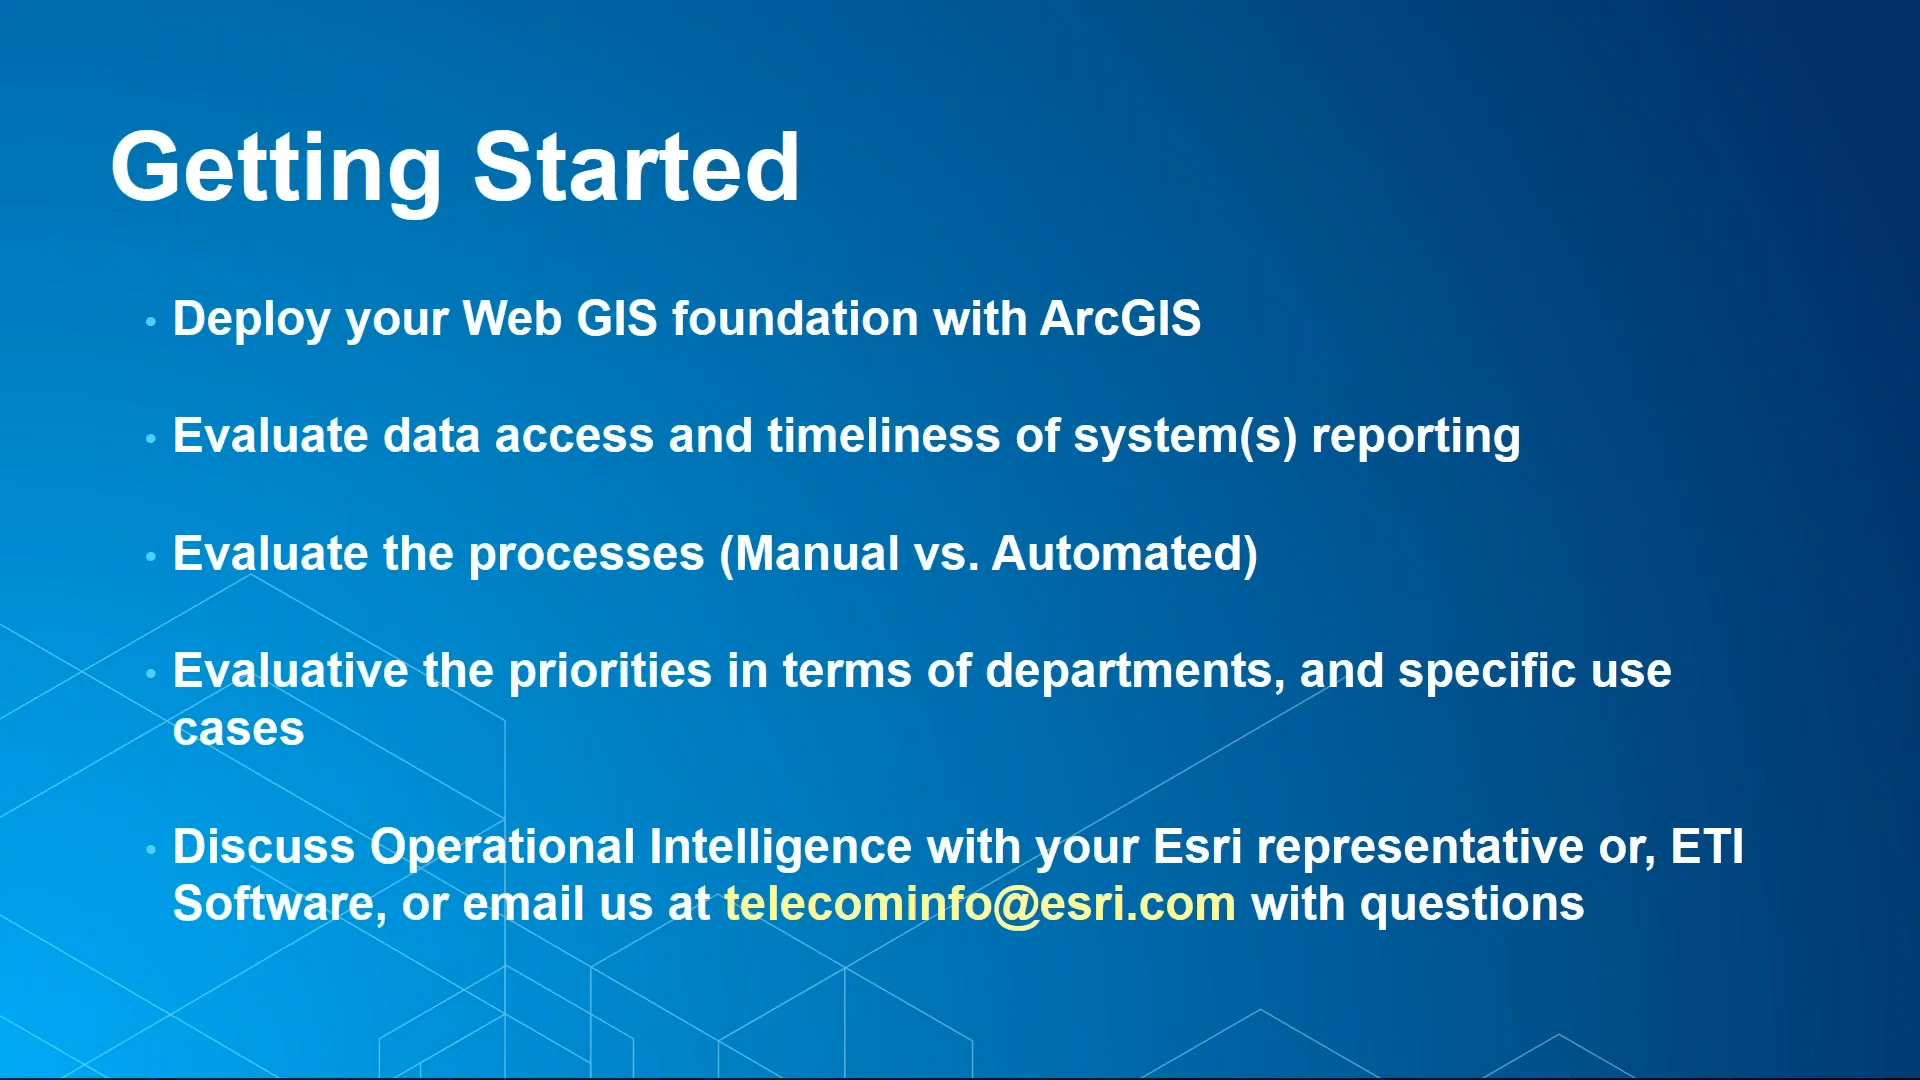 Getting Started
• Deploy your Web GIS foundation with ArcGIS
• Evaluate data access and timeliness of system(s) reporting
• Evaluate the processes (Manual vs. Automated)
• Evaluative the priorities in terms of departments, and specific use
cases
• Discuss Operational Intelligence with your Esri representative or, ETI
Software, or email us at telecominfo@esri.com with questions